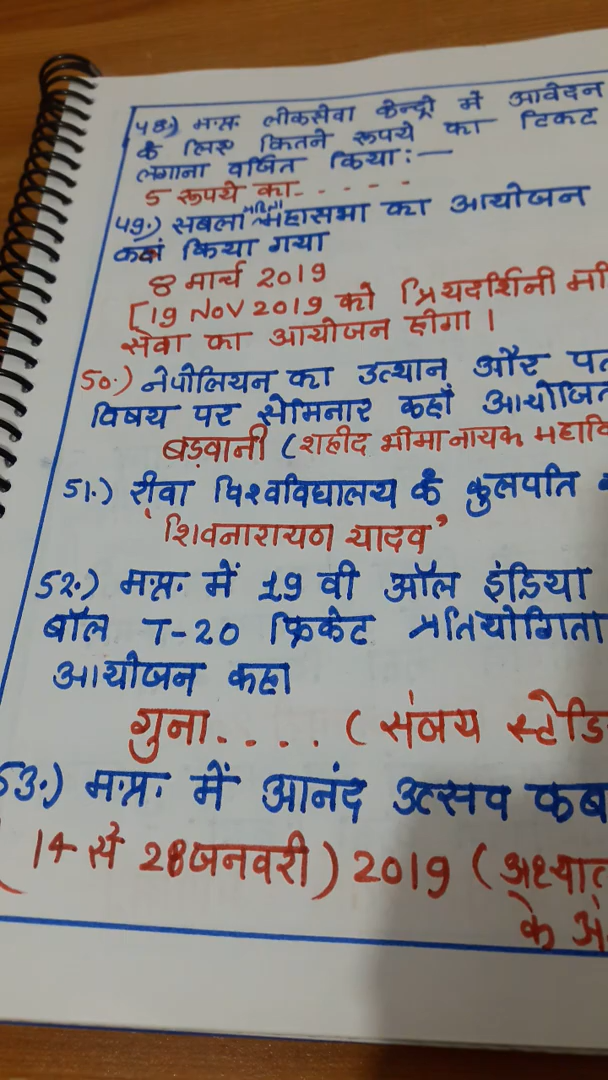 48.) म.प्र. लोकसेवा केन्द्रो में आवेदन
के लिए कितने रूपये का टिकट
लगाना वर्जित किया:—
5 रूपये का- - - - -
49.) सबला महिला महासभा का आयोजन
कहां किया गया
8 मार्च 2019
[19 NOV 2019 को प्रियदर्शिनी
सेवा का आयोजन होगा।
50.) नेपोलियन का उत्थान और
विषय पर सेमिनार कहाँ आयोजित
बड़वानी (शहीद भीमा नायक
51.) रीवा विश्वविद्यालय के कुलपति
'शिवनारायण यादव'
52.) म.प्र. में 19 वी ऑल इंडिया
बॉल T-20 क्रिकेट प्रतियोगिता
आयोजन कहा
गुना.... (संजय
53.) म.प्र. में आनंद उत्सव कब
(14 से 28 जनवरी) 2019 (
के